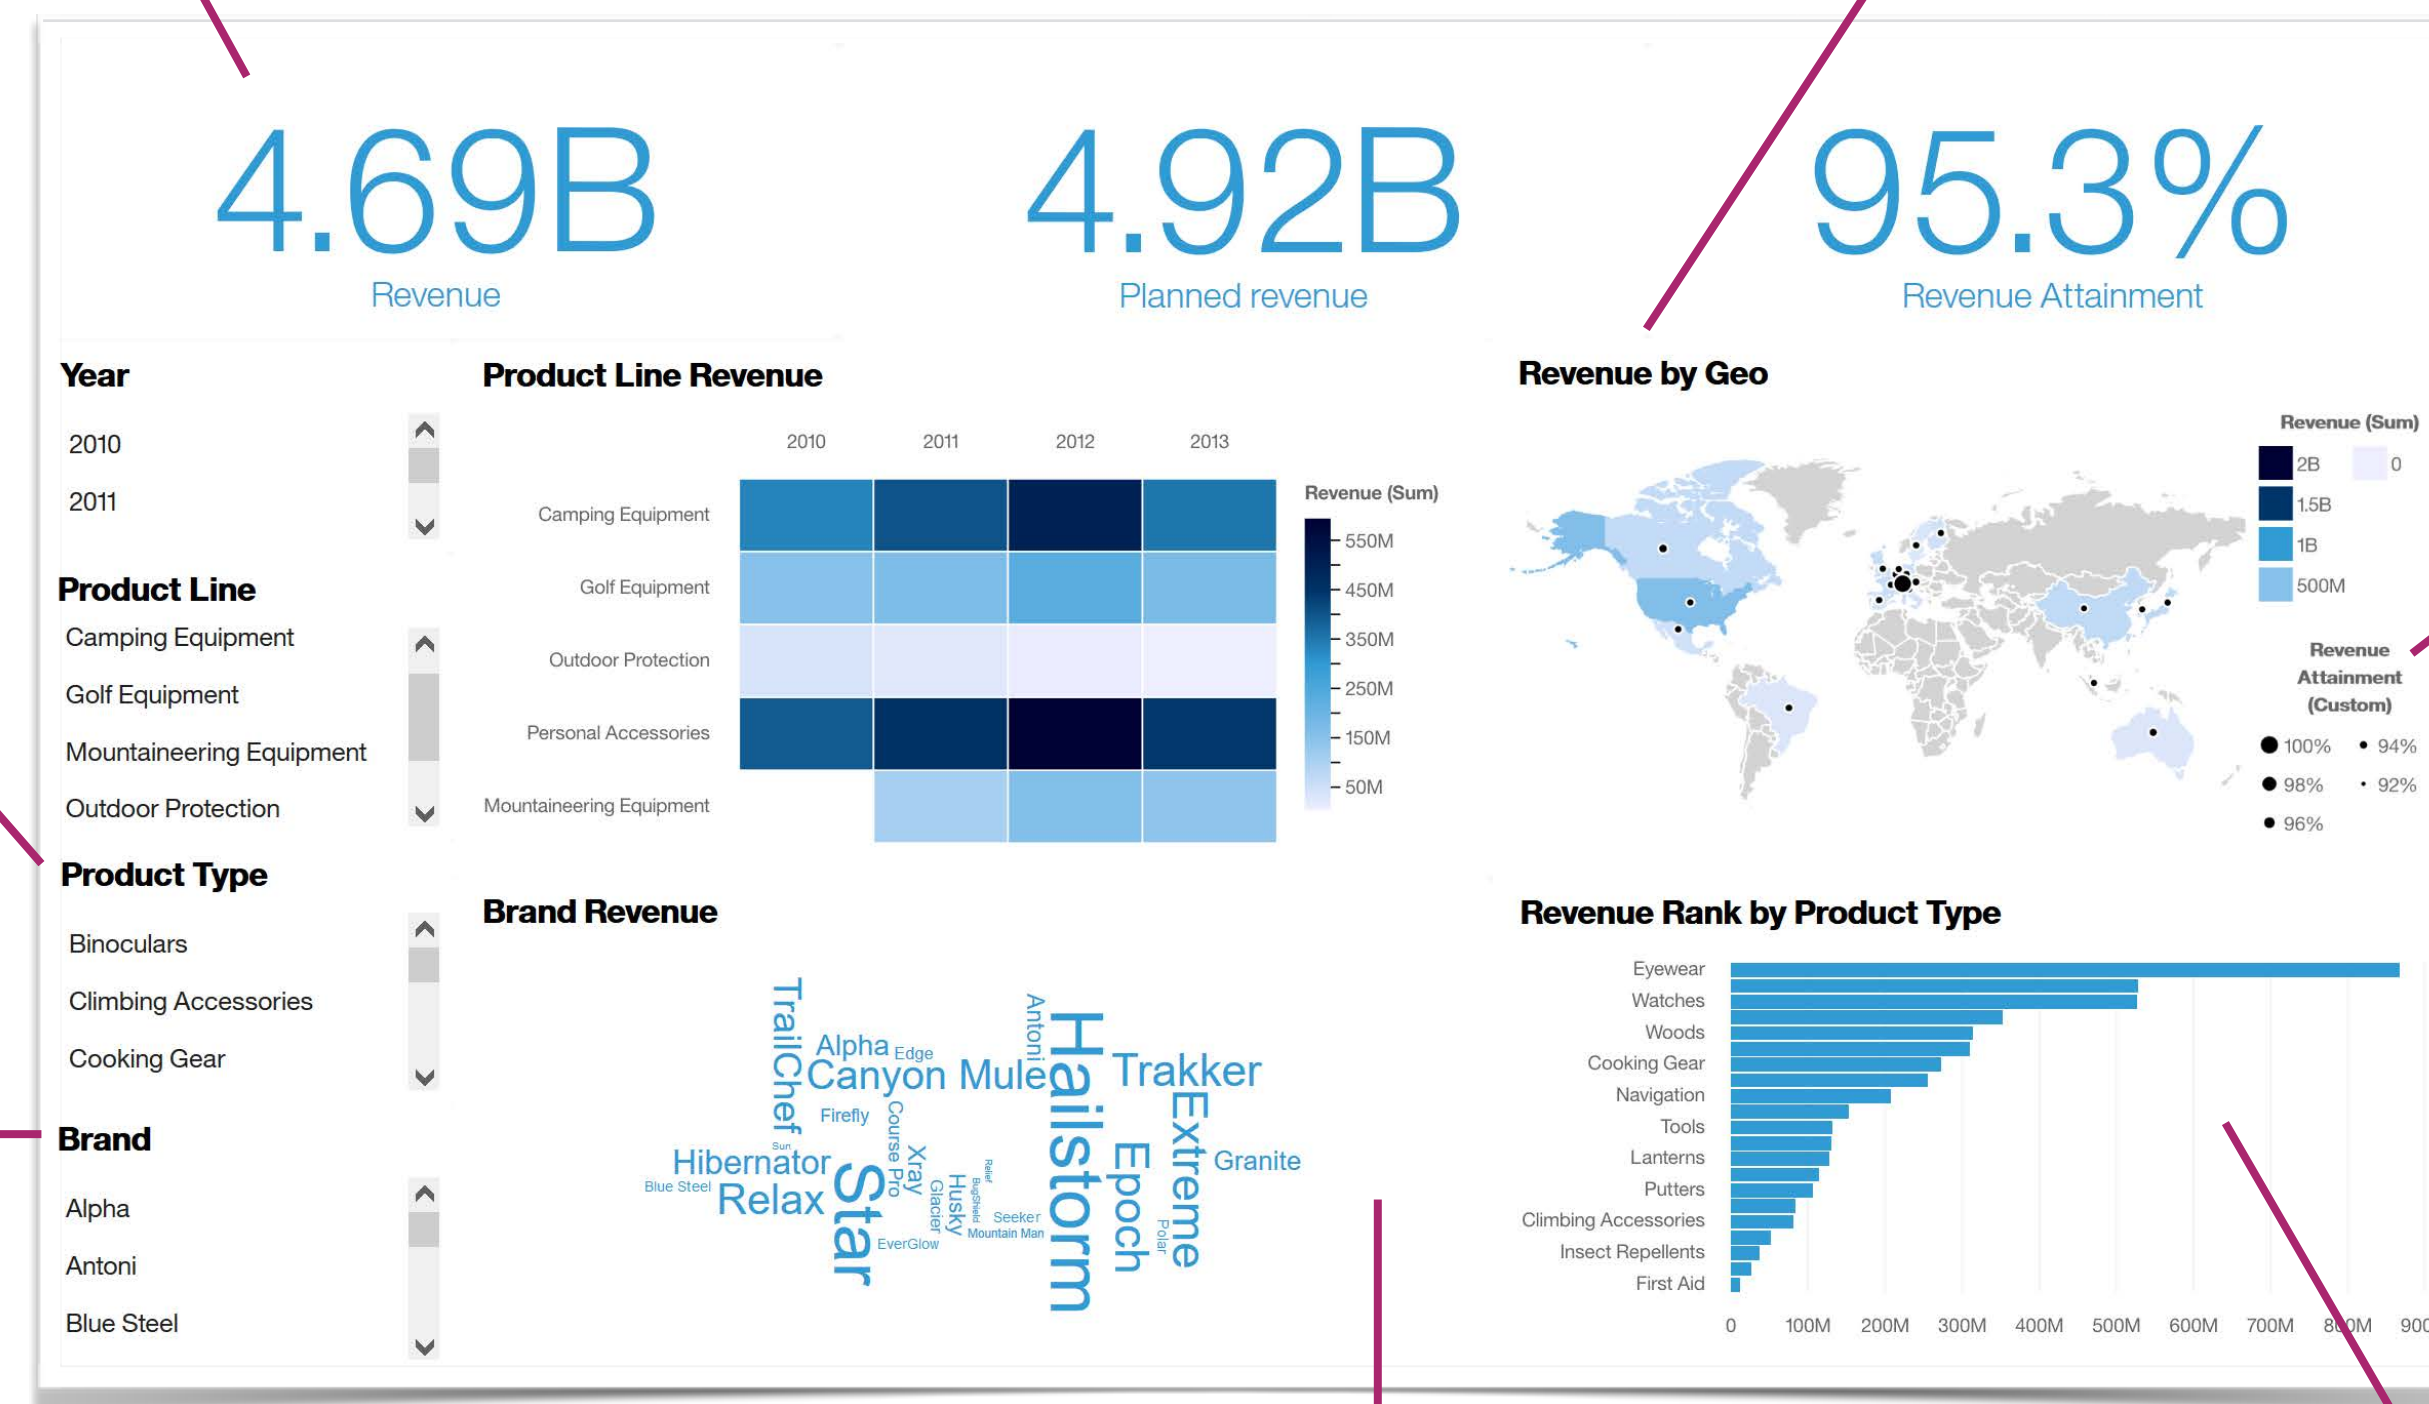 4.69B
Revenue
4.92B
Planned revenue
95.3%
Revenue Attainment
Year
2010
2011
Product Line
Camping Equipment
Golf Equipment
Mountaineering Equipment
Outdoor Protection
Product Type
Binoculars
Climbing Accessories
Cooking Gear
Brand
Alpha
Antoni
Blue Steel
Product Line Revenue
2010 2011 2012 2013
Camping Equipment
Golf Equipment
Outdoor Protection
Personal Accessories
Mountaineering Equipment
Revenue (Sum)
550M
450M
350M
250M
150M
50M
Revenue by Geo
Revenue (Sum)
2B 0
1.5B
1B
500M
Revenue
Attainment
(Custom)
100% 94%
98% 92%
96%
Brand Revenue
TrailChef
Alpha
Edge
Antoni
Canyon
Mule
Hailstorm
Trakker
Firefly
Course Pro
Extreme
Sun
Hibernator
Xray
Epoch
Granite
Blue Steel
Relax
Star
Glacier
Husky
BugShield
Relief
Seeker
Mountain Man
EverGlow
Polar
Revenue Rank by Product Type
Eyewear
Watches
Woods
Cooking Gear
Navigation
Tools
Lanterns
Putters
Climbing Accessories
Insect Repellents
First Aid
0 100M 200M 300M 400M 500M 600M 700M 800M 900